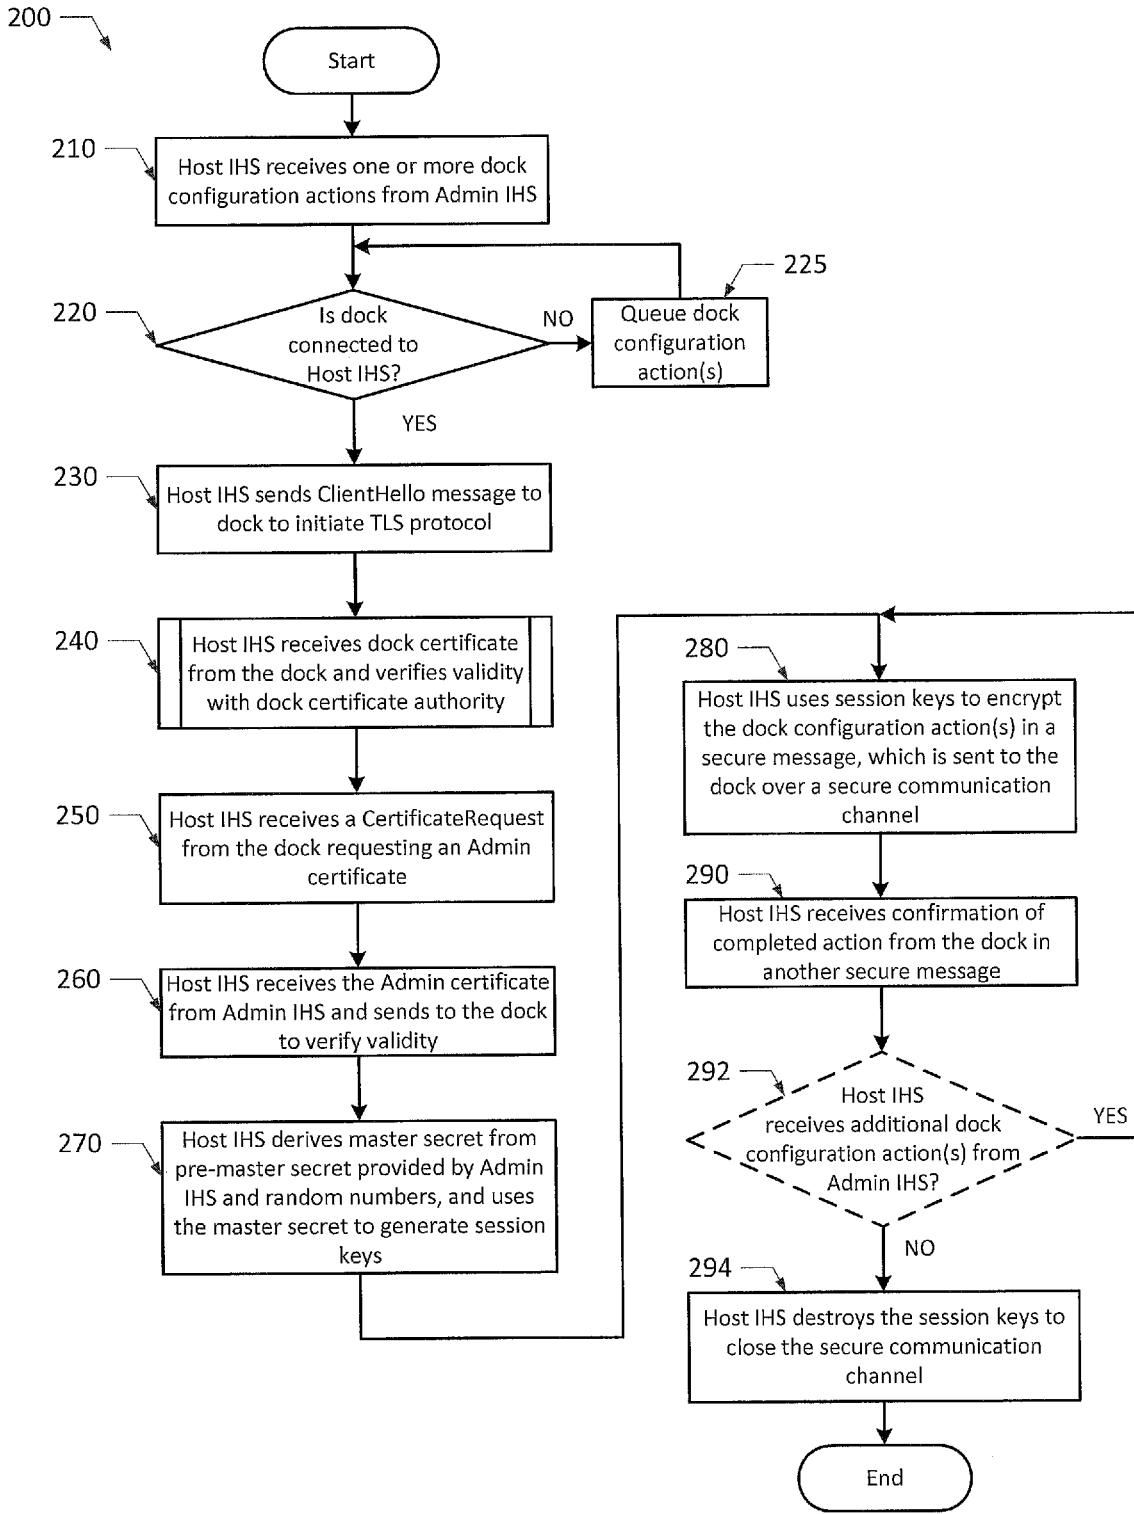 200
Start
210
Host IHS receives one or more dock
configuration actions from Admin IHS
220
Is dock
connected to
Host IHS?
NO
225
Queue dock
configuration
action(s)
YES
230
Host IHS sends ClientHello message to
dock to initiate TLS protocol
240
Host IHS receives dock certificate
from the dock and verifies validity
with dock certificate authority
250
Host IHS receives a CertificateRequest
from the dock requesting an Admin
certificate
260
Host IHS receives the Admin certificate
from Admin IHS and sends to the dock
to verify validity
270
Host IHS derives master secret from
pre-master secret provided by Admin
IHS and random numbers, and uses
the master secret to generate session
keys
280
Host IHS uses session keys to encrypt
the dock configuration action(s) in a
secure message, which is sent to the
dock over a secure communication
channel
290
Host IHS receives confirmation of
completed action from the dock in
another secure message
292
Host IHS
receives additional dock
configuration action(s) from
Admin IHS?
YES
NO
294
Host IHS destroys the session keys to
close the secure communication
channel
End